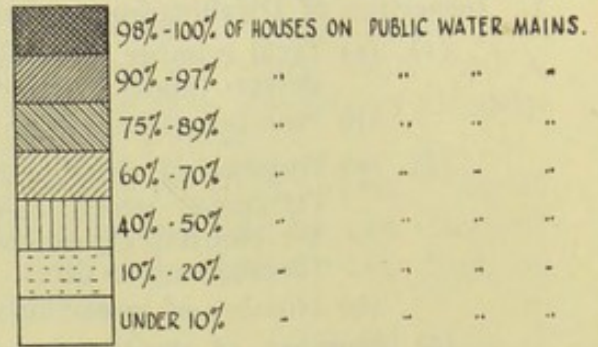 98%-100% OF HOUSES ON PUBLIC WATER MAINS.
90%-97% " " " "
75%-89% " " " "
60%-70% " " " "
40%-50% " " " "
10%-20% " " " "
UNDER 10% " " " "